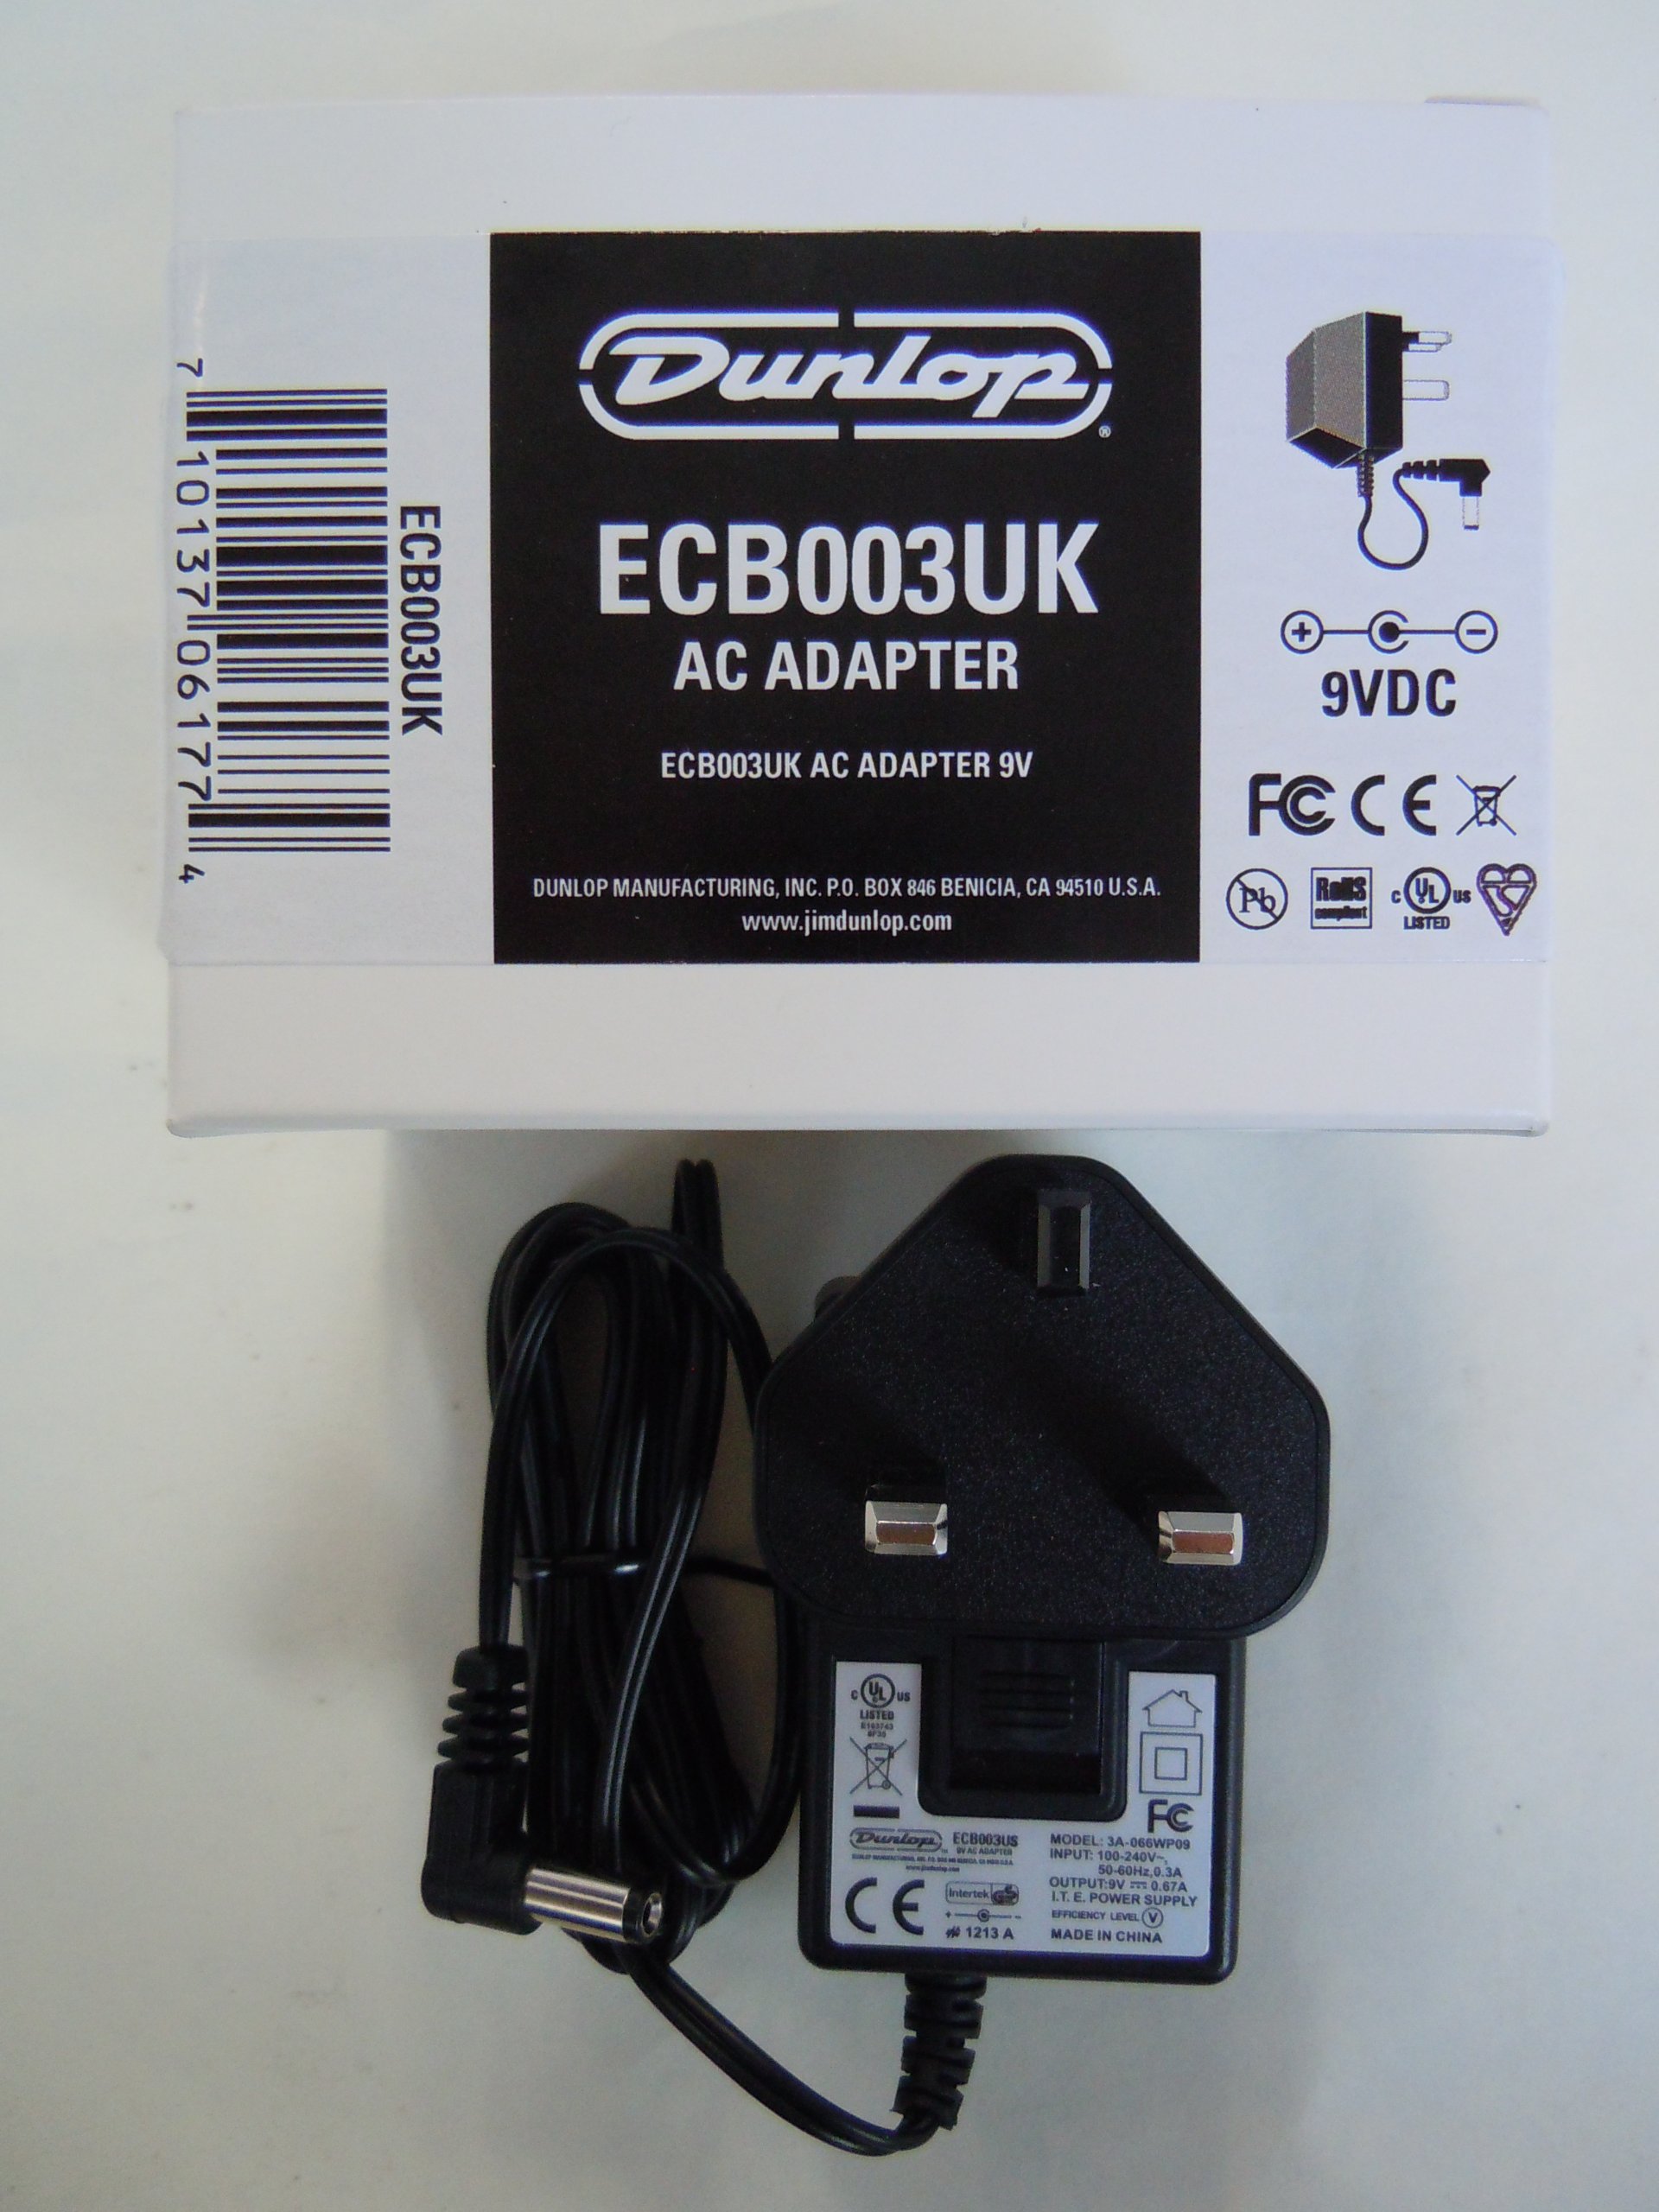 Dunlop
ECB003UK
AC ADAPTER
ECB003UK AC ADAPTER 9V
DUNLOP MANUFACTURING, INC. P.O. BOX 846 BENICIA, CA 94510 U.S.A.
www.jimdunlop.com
7 10137 06177 4
ECB003UK
+ -
9VDC
FC CE
Pb
RoHS
compliant
C UL US
LISTED
C UL US
LISTED
FC
Dunlop
ECB003US
9V AC ADAPTER
MODEL: 3A-066WP09
INPUT: 100-240V~,
50-60Hz,0.3A
OUTPUT:9V 0.67A
I.T. E. POWER SUPPLY
EFFICIENCY LEVEL V
MADE IN CHINA
CE
Intertek GS
+ -
1213 A